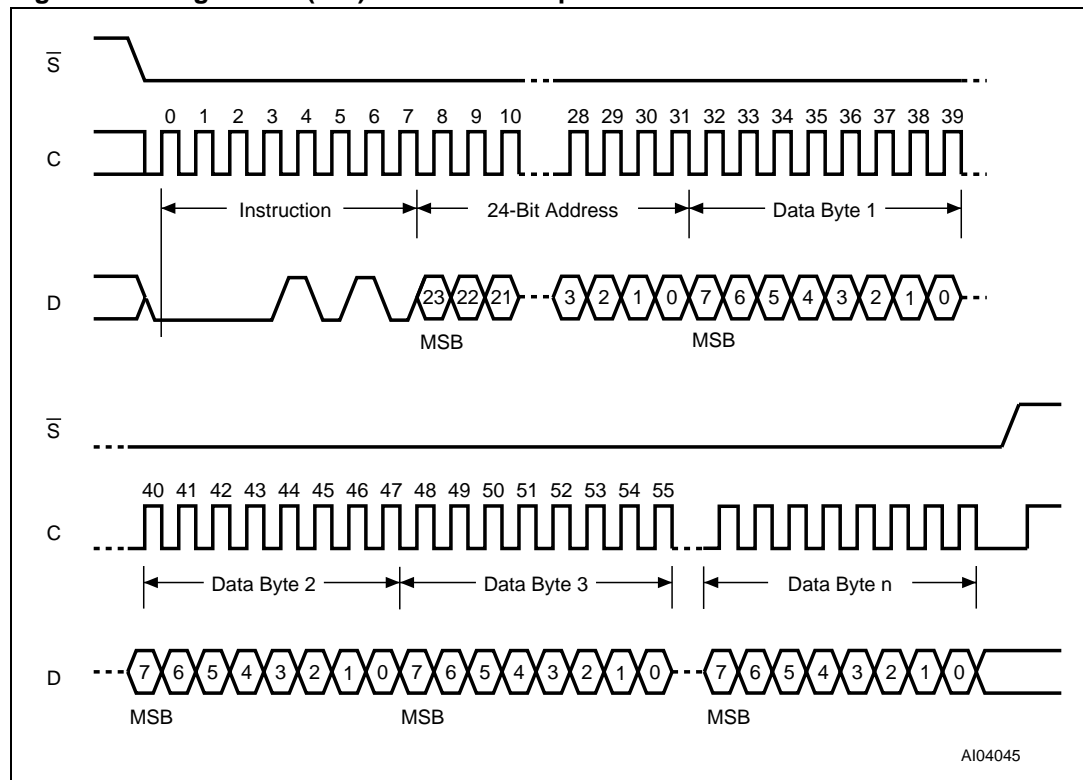 S
0 1 2 3 4 5 6 7 8 9 10 28 29 30 31 32 33 34 35 36 37 38 39
C
Instruction 24-Bit Address Data Byte 1
D 23 22 21 3 2 1 0 7 6 5 4 3 2 1 0
MSB MSB
S
40 41 42 43 44 45 46 47 48 49 50 51 52 53 54 55
C
Data Byte 2 Data Byte 3 Data Byte n
D 7 6 5 4 3 2 1 0 7 6 5 4 3 2 1 0 7 6 5 4 3 2 1 0
MSB MSB MSB
AI04045